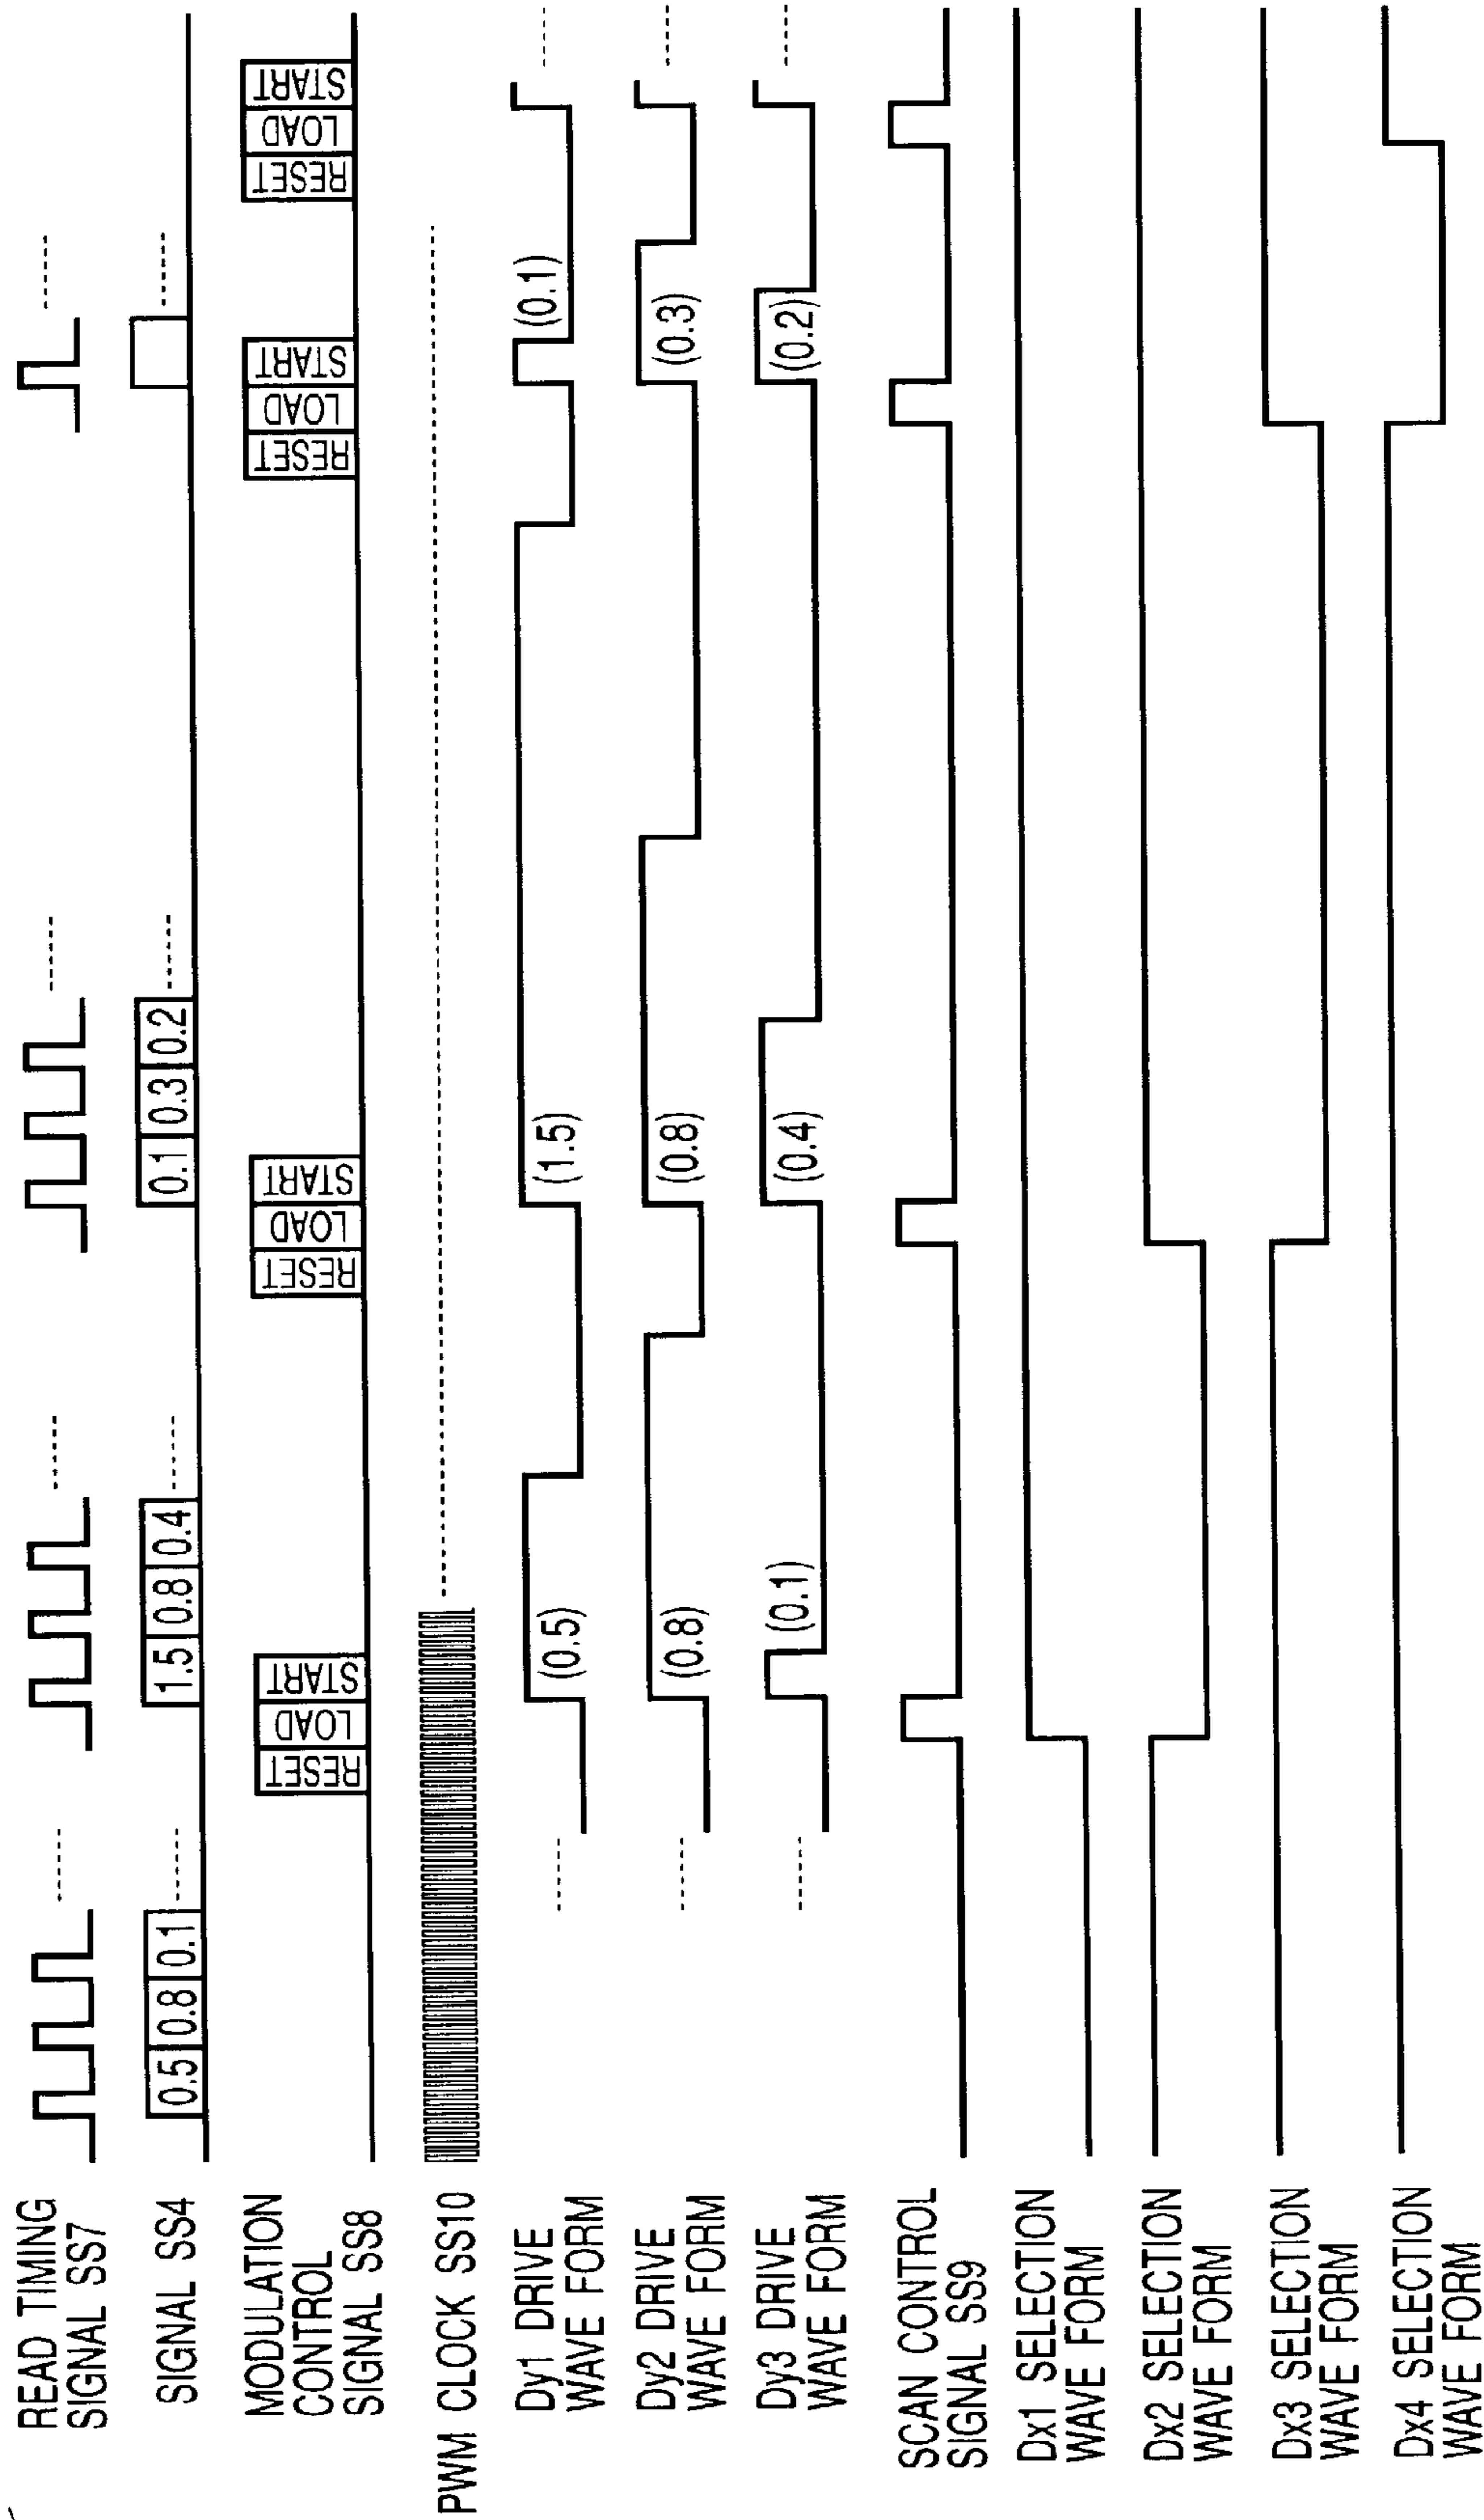 READ TIMING
SIGNAL SS7
SIGNAL SS4
0.5 0.8 0.1
1.5 0.8 0.4
0.1 0.3 0.2
MODULATION
CONTROL
SIGNAL SS8
RESET
LOAD
START
RESET
LOAD
START
RESET
LOAD
START
RESET
LOAD
START
PWM CLOCK SS10
Dy1 DRIVE
WAVE FORM
(0.5)
(1.5)
(0.1)
Dy2 DRIVE
WAVE FORM
(0.8)
(0.8)
(0.3)
Dy3 DRIVE
WAVE FORM
(0.1)
(0.4)
(0.2)
SCAN CONTROL
SIGNAL SS9
Dx1 SELECTION
WAVE FORM
Dx2 SELECTION
WAVE FORM
Dx3 SELECTION
WAVE FORM
Dx4 SELECTION
WAVE FORM